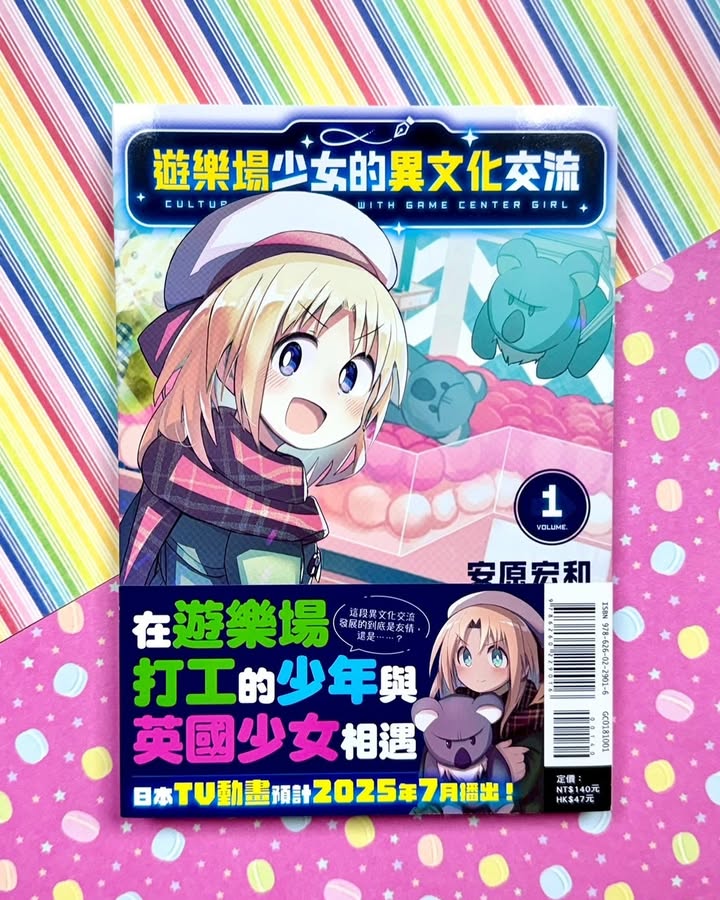 遊樂場少女的異文化交流
WITH GAME CENTER GIRL
1
VOLUME.
安原宏和
在遊樂場
打工的少年與
英國少女相遇
這段異文化交流
發展的到底是友情，
還是……？
日本TV動畫預計2025年7月播出！
ISBN 978-626-02-2901-6
GC0181001
00140
定價：
NT$140元
HK$47元